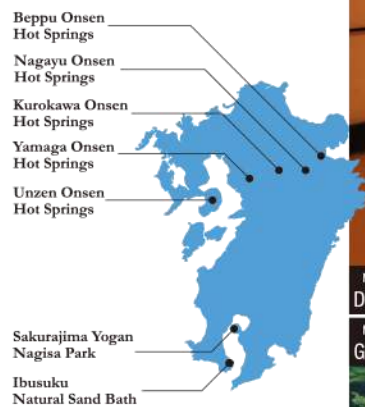 Beppu Onsen
Hot Springs
Nagayu Onsen
Hot Springs
Kurokawa Onsen
Hot Springs
Yamaga Onsen
Hot Springs
Unzen Onsen
Hot Springs
Sakurajima Yogan
Nagisa Park
Ibusuku
Natural Sand Bath